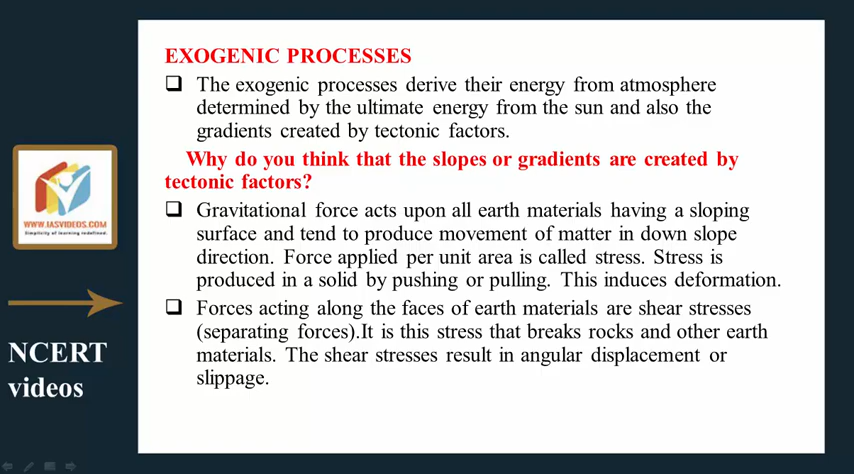 EXOGENIC PROCESSES
The exogenic processes derive their energy from atmosphere
determined by the ultimate energy from the sun and also the
gradients created by tectonic factors.
Why do you think that the slopes or gradients are created by
tectonic factors?
Gravitational force acts upon all earth materials having a sloping
surface and tend to produce movement of matter in down slope
direction. Force applied per unit area is called stress. Stress is
produced in a solid by pushing or pulling. This induces deformation.
Forces acting along the faces of earth materials are shear stresses
(separating forces).It is this stress that breaks rocks and other earth
materials. The shear stresses result in angular displacement or
slippage.
WWW.IASVIDEOS.COM
Simplicity of learning redefined.
NCERT
videos